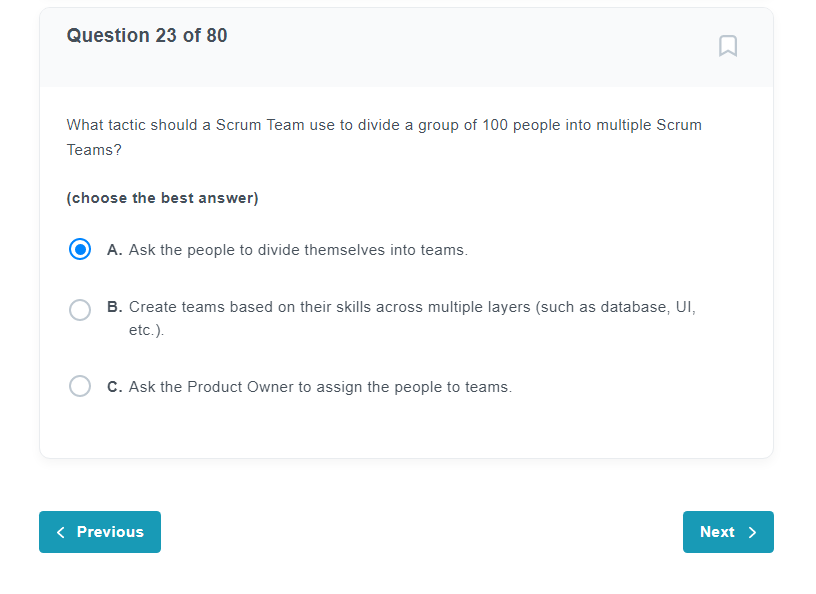 Question 23 of 80
What tactic should a Scrum Team use to divide a group of 100 people into multiple Scrum
Teams?
(choose the best answer)
A. Ask the people to divide themselves into teams.
B. Create teams based on their skills across multiple layers (such as database, UI,
etc.).
C. Ask the Product Owner to assign the people to teams.
Previous
Next